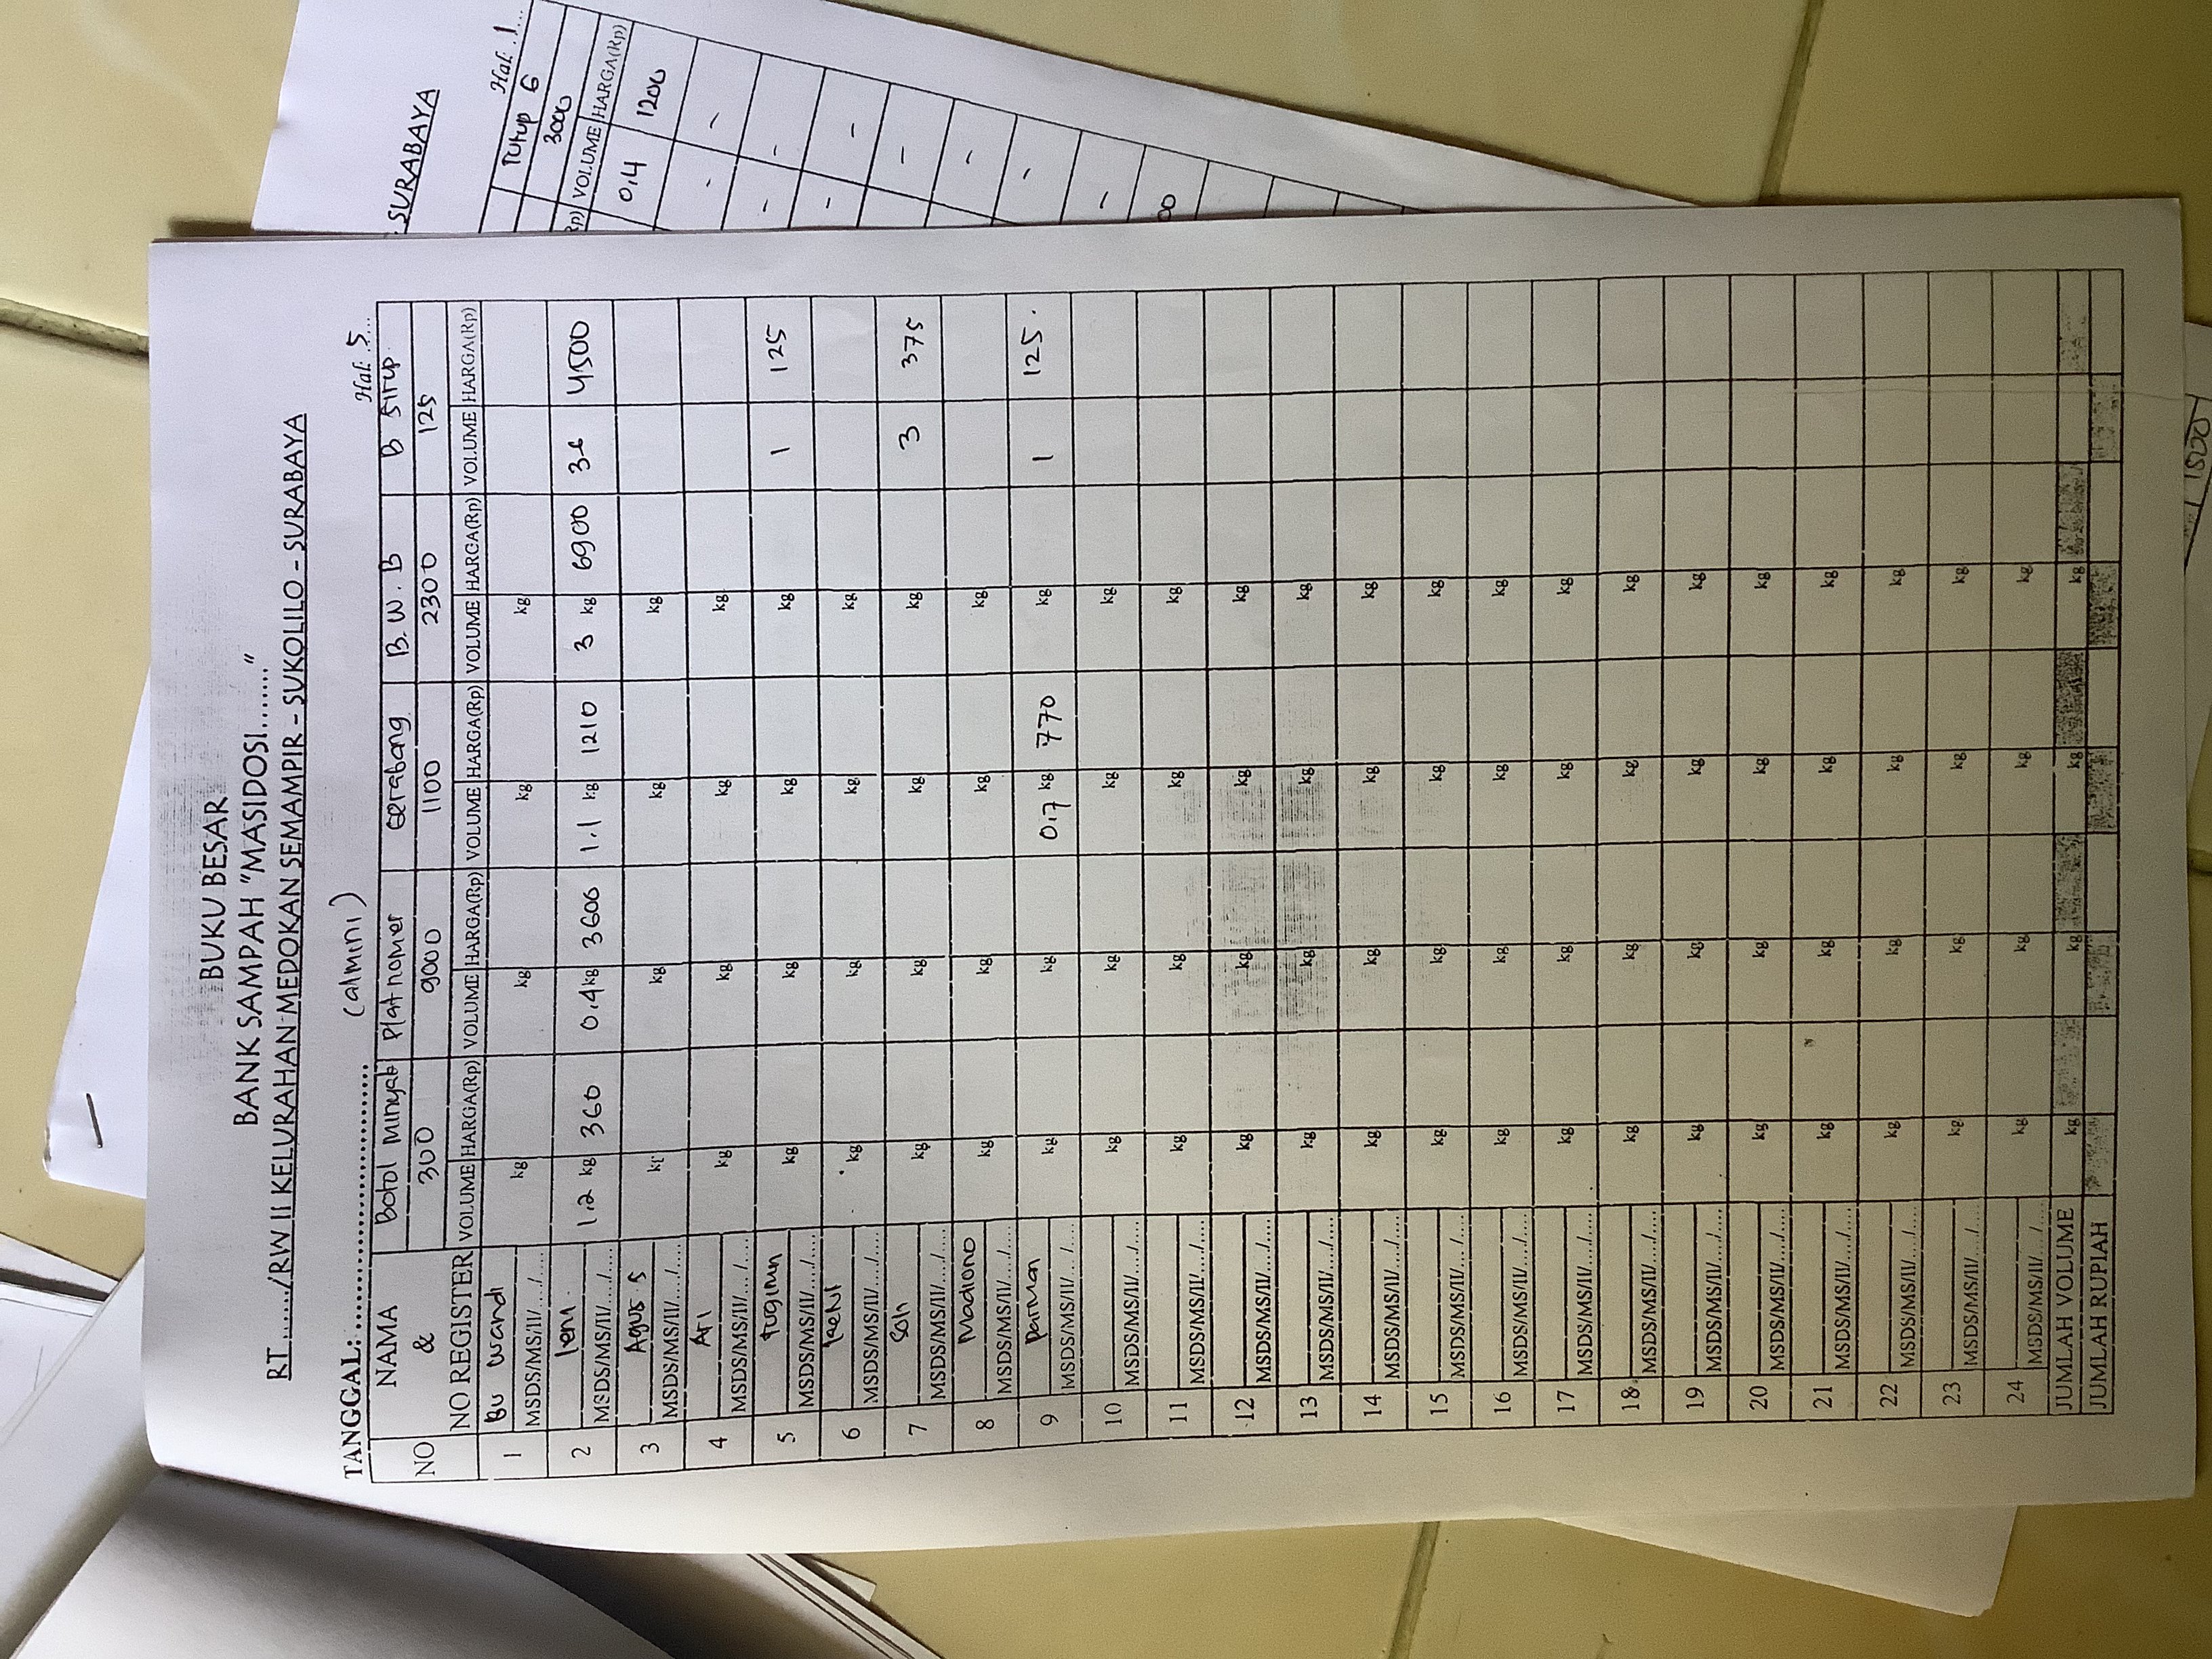 BUKU BESAR
BANK SAMPAH "MASIDOSI……."
RT ……/RW II KELURAHAN MEDOKAN SEMAMPIR – SUKOLILO – SURABAYA
TANGGAL: ................................ (almini) Hal: .5...
NO NAMA & NO REGISTER Botol minyak Plat nomer Gerabang B. W. B B sirup
300 9000 1100 2300 125
VOLUME HARGA(Rp) VOLUME HARGA(Rp) VOLUME HARGA(Rp) VOLUME HARGA(Rp) VOLUME HARGA(Rp)
1 Bu Wandi kg kg kg kg
MSDS/MS/II/..../....
2 1.2 kg 360 0.4 kg 3600 1.1 kg 1210 3 kg 6900 36 4500
MSDS/MS/II/..../....
3 Agus S kg kg kg kg
MSDS/MS/II/..../....
4 Ari kg kg kg kg
MSDS/MS/II/..../....
5 kg kg kg kg 1 125
MSDS/MS/II/..../....
6 kg kg kg kg
MSDS/MS/II/..../....
7 kg kg kg kg 3 375
MSDS/MS/II/..../....
8 Madiono kg kg kg kg
MSDS/MS/II/..../....
9 Parman kg kg 0.7 kg 770 kg 1 125
MSDS/MS/II/..../....
10 kg kg kg kg
MSDS/MS/II/..../....
11 kg kg kg kg
MSDS/MS/II/..../....
12 kg kg kg kg
MSDS/MS/II/..../....
13 kg kg kg kg
MSDS/MS/II/..../....
14 kg kg kg kg
MSDS/MS/II/..../....
15 kg kg kg kg
MSDS/MS/II/..../....
16 kg kg kg kg
MSDS/MS/II/..../....
17 kg kg kg kg
MSDS/MS/II/..../....
18 kg kg kg kg
MSDS/MS/II/..../....
19 kg kg kg kg
MSDS/MS/II/..../....
20 kg kg kg kg
MSDS/MS/II/..../....
21 kg kg kg kg
MSDS/MS/II/..../....
22 kg kg kg kg
MSDS/MS/II/..../....
23 kg kg kg kg
MSDS/MS/II/..../....
24 kg kg kg kg
MSDS/MS/II/..../....
JUMLAH VOLUME kg kg kg kg
JUMLAH RUPIAH
SURABAYA
Hal: .1...
Tutup G
3000
VOLUME HARGA(Rp)
0.4 1200
- -
- -
- -
-
-
-
-
00
1800